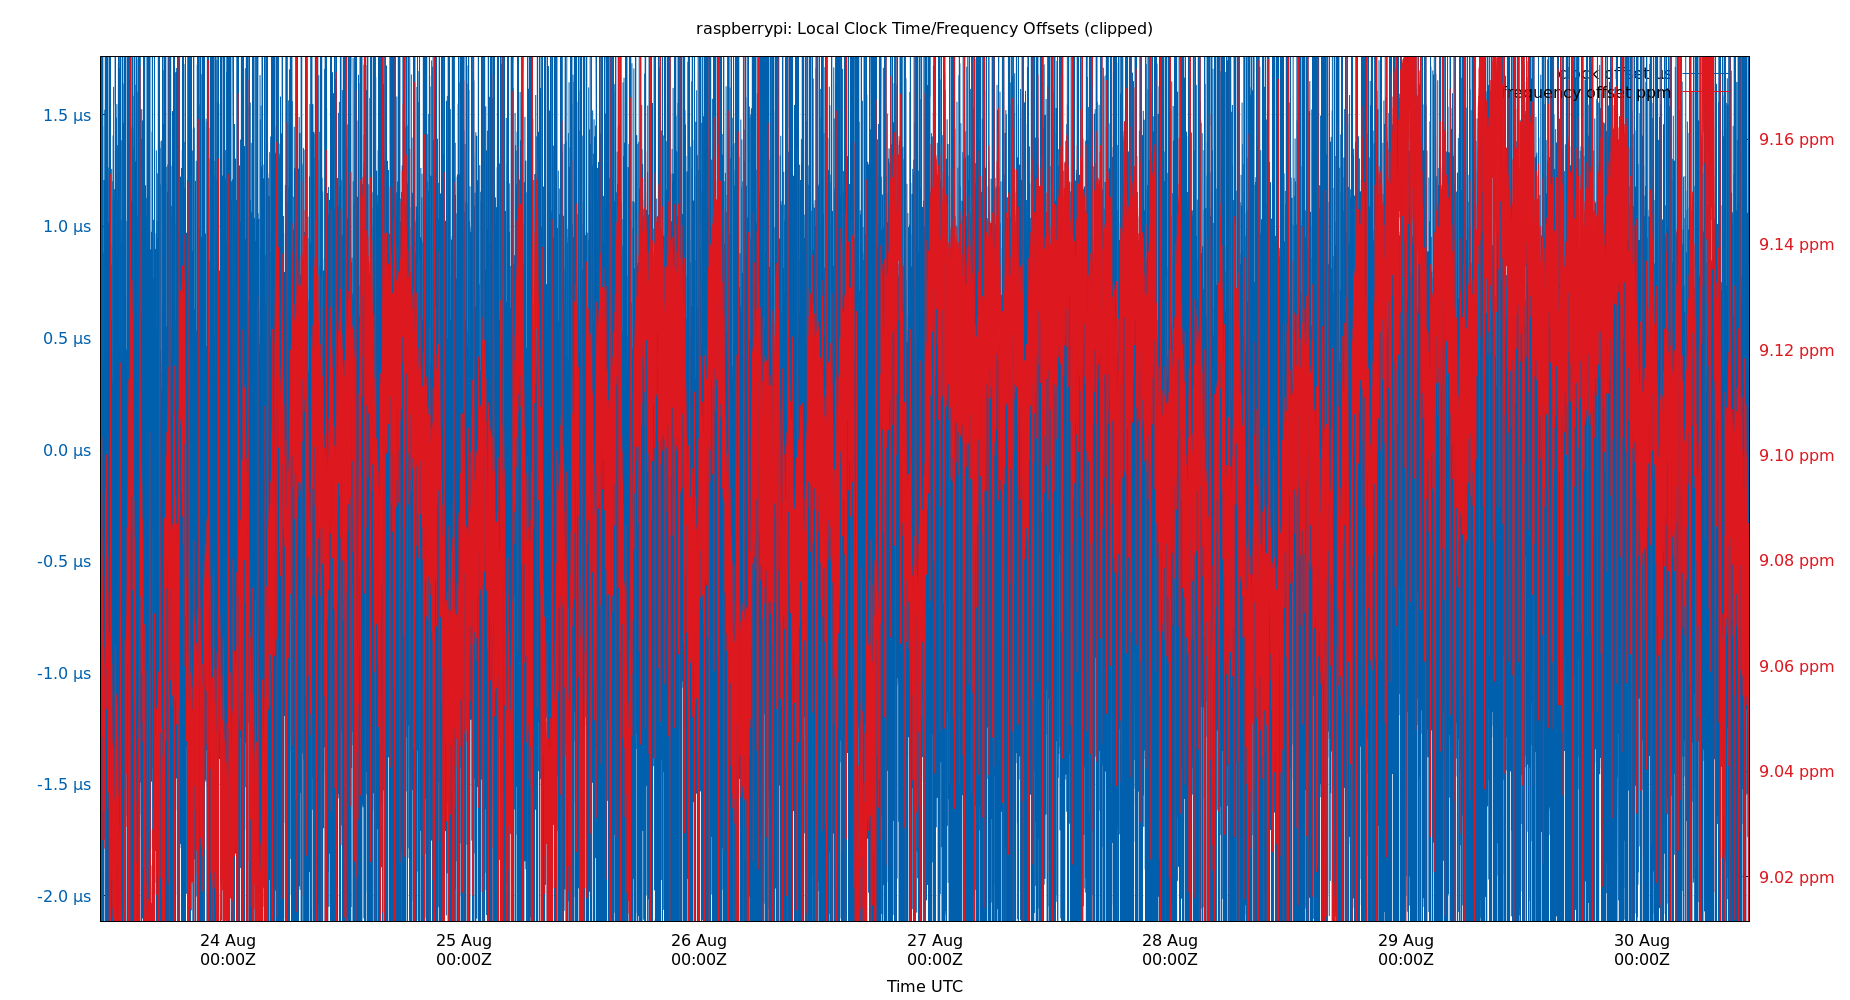 raspberrypi: Local Clock Time/Frequency Offsets (clipped)
clock offset us
frequency offset ppm
1.5 µs
1.0 µs
0.5 µs
0.0 µs
-0.5 µs
-1.0 µs
-1.5 µs
-2.0 µs
9.16 ppm
9.14 ppm
9.12 ppm
9.10 ppm
9.08 ppm
9.06 ppm
9.04 ppm
9.02 ppm
24 Aug
00:00Z
25 Aug
00:00Z
26 Aug
00:00Z
27 Aug
00:00Z
28 Aug
00:00Z
29 Aug
00:00Z
30 Aug
00:00Z
Time UTC